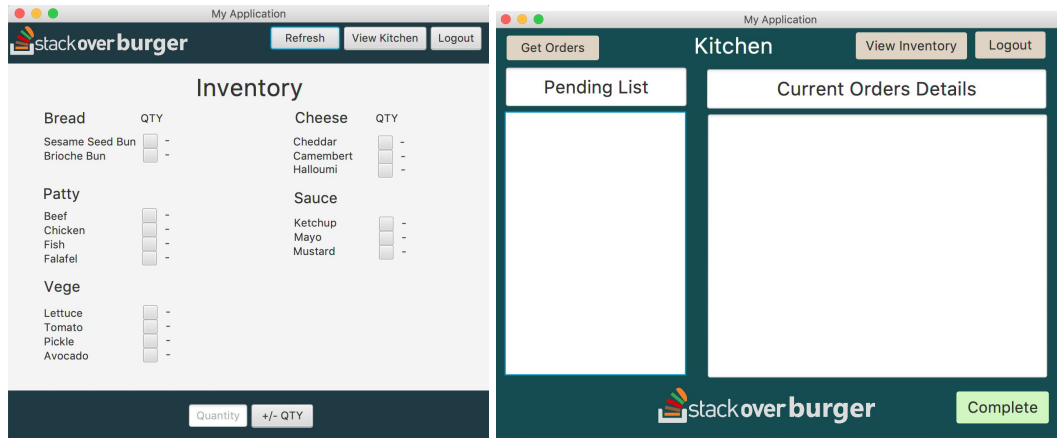 My Application
stackoverburger
Refresh
View Kitchen
Logout
Inventory
Bread QTY
Sesame Seed Bun -
Brioche Bun -
Patty
Beef -
Chicken -
Fish -
Falafel -
Vege
Lettuce -
Tomato -
Pickle -
Avocado -
Cheese QTY
Cheddar -
Camembert -
Halloumi -
Sauce
Ketchup -
Mayo -
Mustard -
Quantity
+/- QTY
My Application
Get Orders
Kitchen
View Inventory
Logout
Pending List
Current Orders Details
stackoverburger
Complete